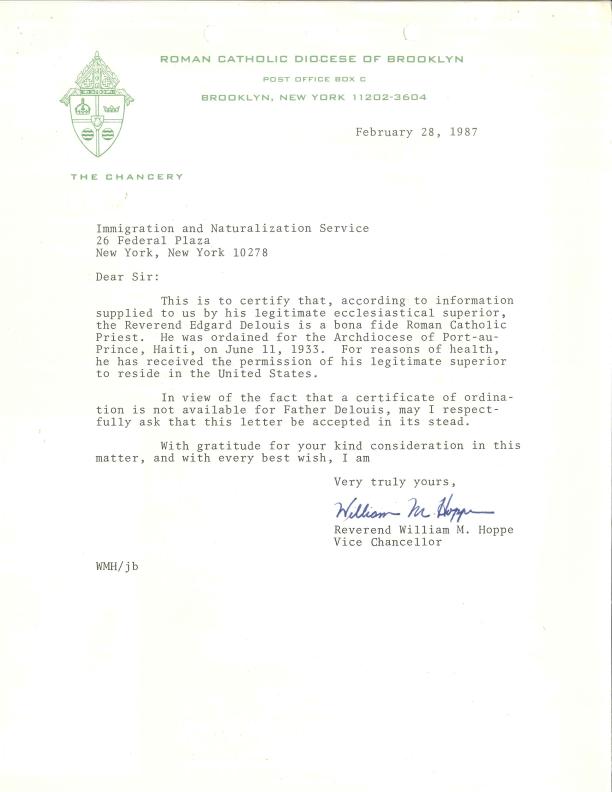 ROMAN CATHOLIC DIOCESE OF BROOKLYN
POST OFFICE BOX C
BROOKLYN, NEW YORK 11202-3604
February 28, 1987
THE CHANCERY
Immigration and Naturalization Service
26 Federal Plaza
New York, New York 10278
Dear Sir:
This is to certify that, according to information
supplied to us by his legitimate ecclesiastical superior,
the Reverend Edgard Delouis is a bona fide Roman Catholic
Priest.  He was ordained for the Archdiocese of Port-au-
Prince, Haiti, on June 11, 1933.  For reasons of health,
he has received the permission of his legitimate superior
to reside in the United States.
In view of the fact that a certificate of ordina-
tion is not available for Father Delouis, may I respect-
fully ask that this letter be accepted in its stead.
With gratitude for your kind consideration in this
matter, and with every best wish, I am
Very truly yours,
William M. Hoppe
Reverend William M. Hoppe
Vice Chancellor
WMH/jb